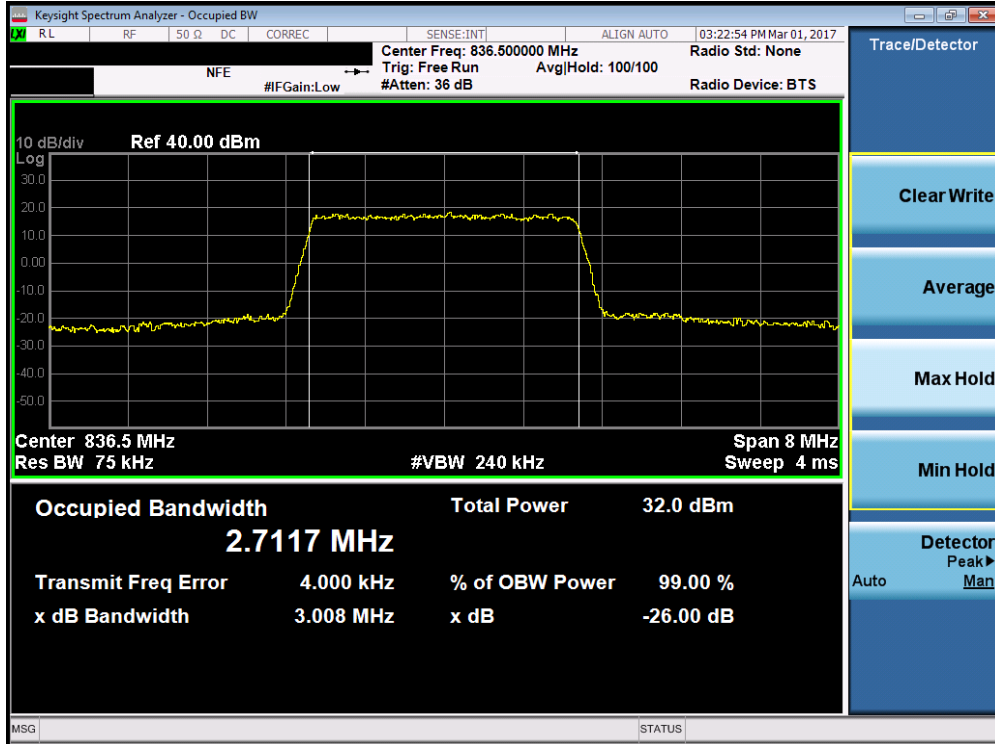 Keysight Spectrum Analyzer - Occupied BW
LXI RL RF 50 Ω DC CORREC SENSE:INT ALIGN AUTO 03:22:54 PM Mar 01, 2017
Center Freq: 836.500000 MHz Radio Std: None
NFE Trig: Free Run Avg|Hold: 100/100
#IFGain:Low #Atten: 36 dB Radio Device: BTS
Trace/Detector
10 dB/div Ref 40.00 dBm
Log
30.0
20.0
10.0
0.00
-10.0
-20.0
-30.0
-40.0
-50.0
Center 836.5 MHz Span 8 MHz
Res BW 75 kHz #VBW 240 kHz Sweep 4 ms
Occupied Bandwidth Total Power 32.0 dBm
2.7117 MHz
Transmit Freq Error 4.000 kHz % of OBW Power 99.00 %
x dB Bandwidth 3.008 MHz x dB -26.00 dB
Clear Write
Average
Max Hold
Min Hold
Detector
Peak▶
Auto Man
MSG STATUS